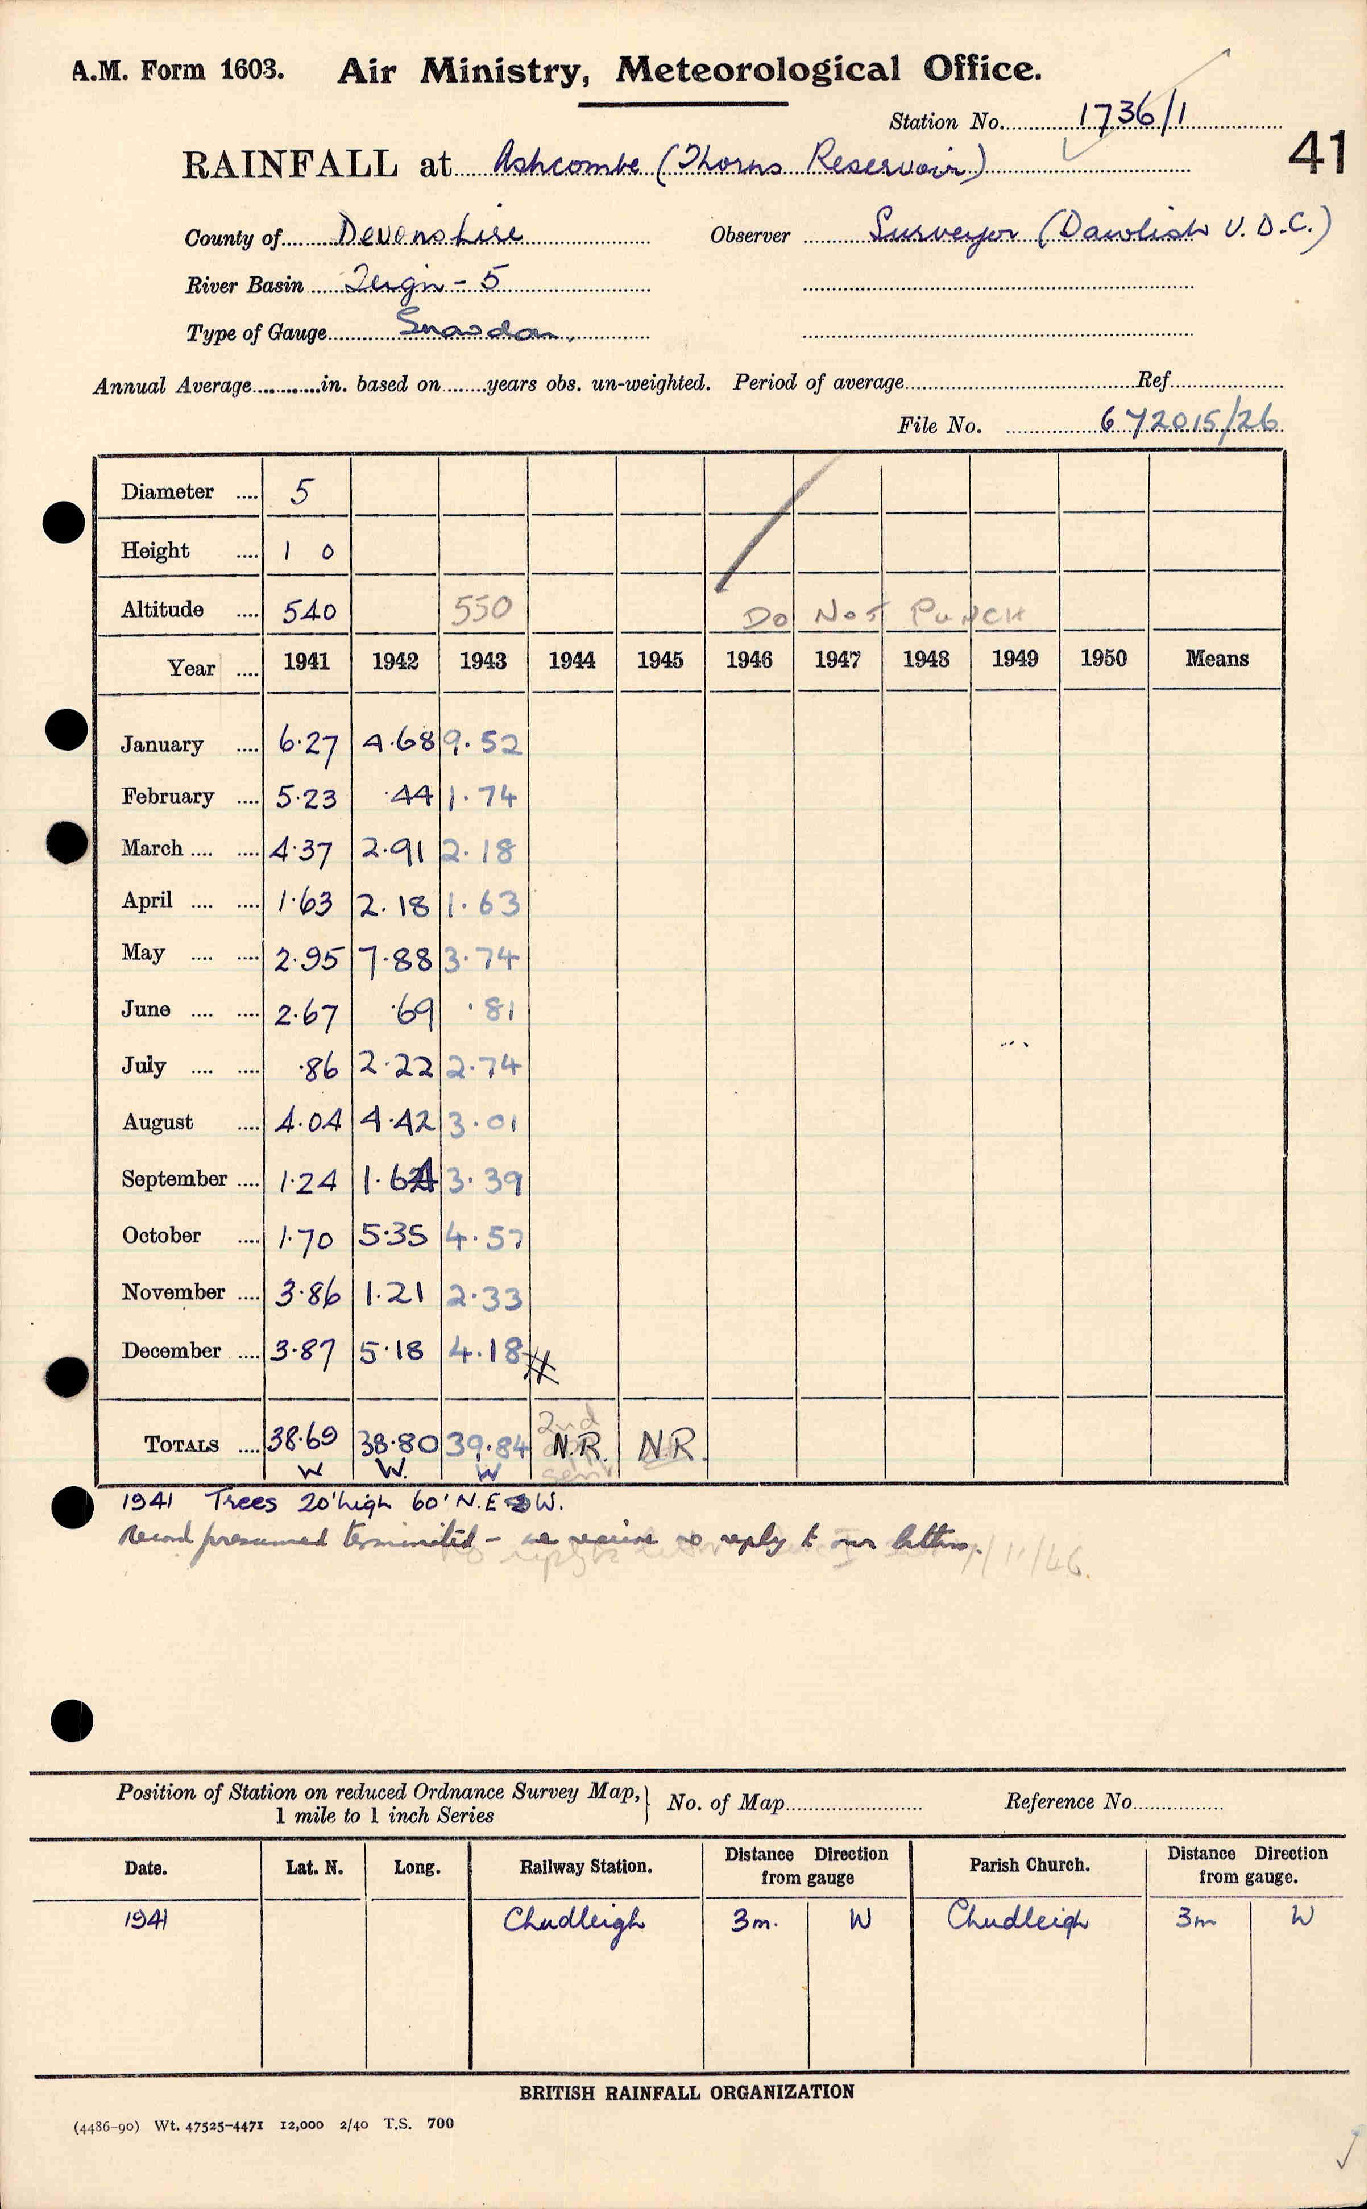 A.M. Form 1603. Air Ministry, Meteorological Office.
Station No. 1736/1
41
RAINFALL at Ashcombe (Thorns Reservoir)
County of Devonshire Observer Surveyor (Dawlish U.D.C.)
River Basin Teign - 5
Type of Gauge Snowdon.
Annual Average in. based on years obs. un-weighted. Period of average Ref
File No. 672015/26
Diameter .... 5
Height .... 1 0
Altitude .... 540 550 Do Not Punch
Year .... 1941 1942 1943 1944 1945 1946 1947 1948 1949 1950 Means
January .... 6.27 4.68 9.52
February .... 5.23 .44 1.74
March .... .... 4.37 2.91 2.18
April .... .... 1.63 2.18 1.63
May .... .... 2.95 7.88 3.74
June .... .... 2.67 .69 .81
July .... .... .86 2.22 2.74
August .... 4.04 4.42 3.01
September .... 1.24 1.64 3.39
October .... 1.70 5.35 4.57
November .... 3.86 1.21 2.33
December .... 3.87 5.18 4.18
2nd
TOTALS .... 38.69 38.80 39.84 N.R. N.R.
W W. W sent
1941 Trees 20' high 60' N.E & W.
Record presumed terminated - we receive no reply to our letters.
1/11/46.
Position of Station on reduced Ordnance Survey Map, 1 mile to 1 inch Series No. of Map Reference No
Date. Lat. N. Long. Railway Station. Distance Direction from gauge Parish Church. Distance Direction from gauge.
1941 Chudleigh 3m. W Chudleigh 3m W
BRITISH RAINFALL ORGANIZATION
(4486-90) Wt. 47525-4471 12,000 2/40 T.S. 700